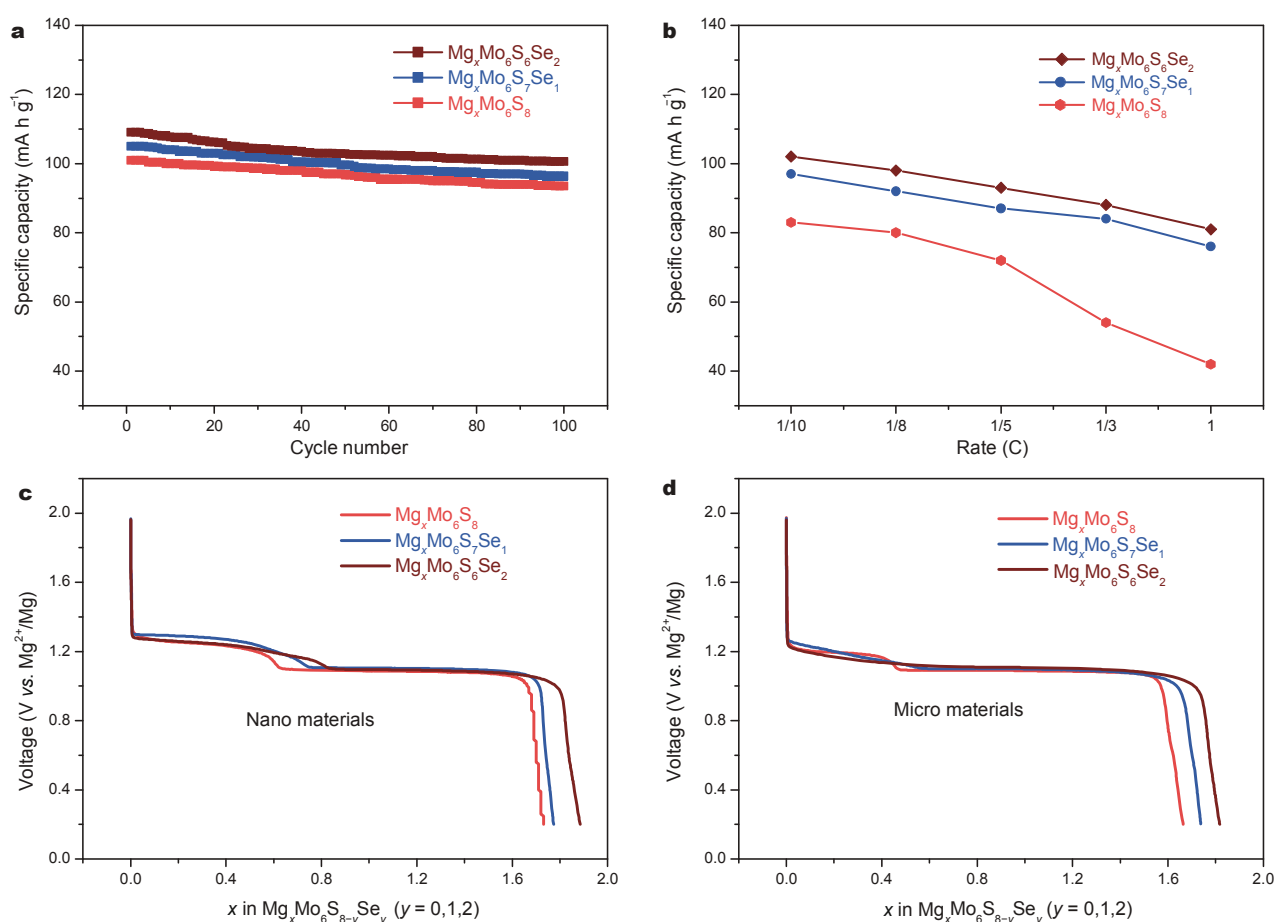 a
140
120
100
80
60
40
Specific capacity (mA h g⁻¹)
MgₓMo₆S₆Se₂
MgₓMo₆S₇Se₁
MgₓMo₆S₈
0 20 40 60 80 100
Cycle number
b
140
120
100
80
60
40
Specific capacity (mA h g⁻¹)
MgₓMo₆S₆Se₂
MgₓMo₆S₇Se₁
MgₓMo₆S₈
1/10 1/8 1/5 1/3 1
Rate (C)
c
2.0
1.6
1.2
0.8
0.4
0.0
Voltage (V vs. Mg²⁺/Mg)
MgₓMo₆S₈
MgₓMo₆S₇Se₁
MgₓMo₆S₆Se₂
Nano materials
0.0 0.4 0.8 1.2 1.6 2.0
x in MgₓMo₆S₈₋ySey (y = 0,1,2)
d
2.0
1.6
1.2
0.8
0.4
0.0
Voltage (V vs. Mg²⁺/Mg)
MgₓMo₆S₈
MgₓMo₆S₇Se₁
MgₓMo₆S₆Se₂
Micro materials
0.0 0.4 0.8 1.2 1.6 2.0
x in MgₓMo₆S₈₋ySey (y = 0,1,2)